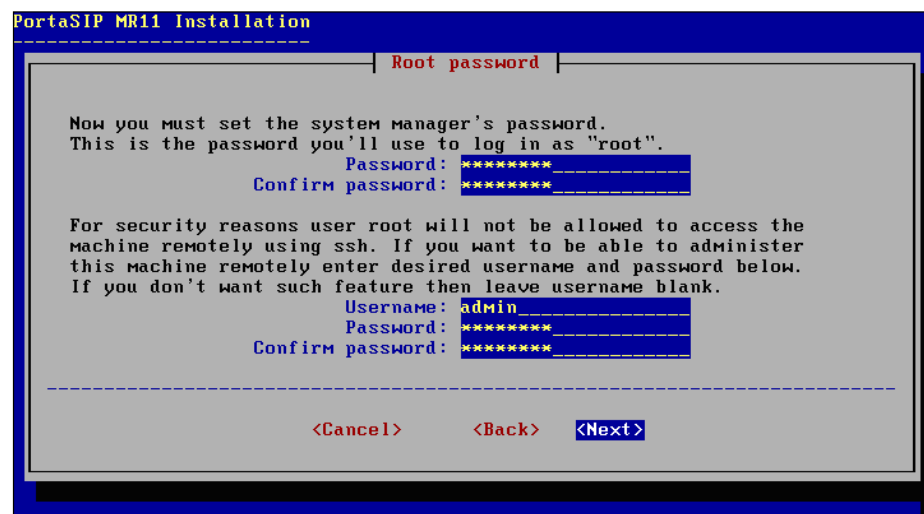 PortaSIP MR11 Installation
Root password
Now you must set the system manager's password.
This is the password you'll use to log in as "root".
Password: ********
Confirm password: ********
For security reasons user root will not be allowed to access the
machine remotely using ssh. If you want to be able to administer
this machine remotely enter desired username and password below.
If you don't want such feature then leave username blank.
Username: admin
Password: ********
Confirm password: ********
<Cancel> <Back> <Next>